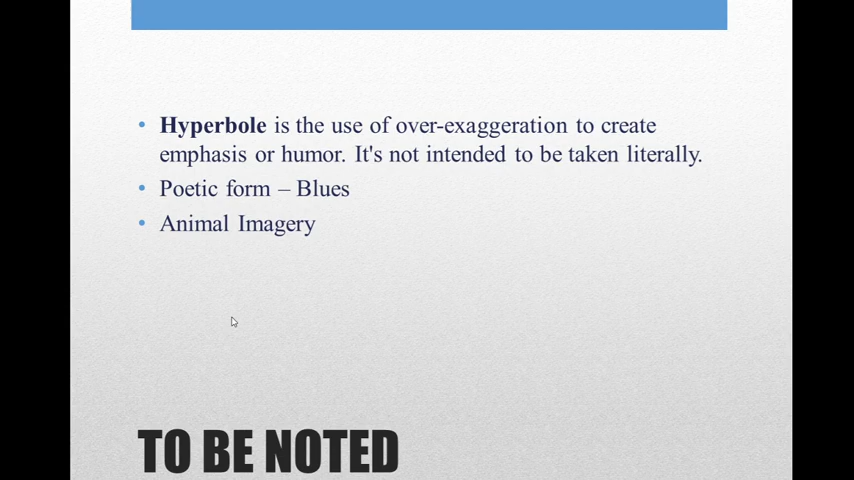 • Hyperbole is the use of over-exaggeration to create
emphasis or humor. It's not intended to be taken literally.
• Poetic form – Blues
• Animal Imagery
TO BE NOTED